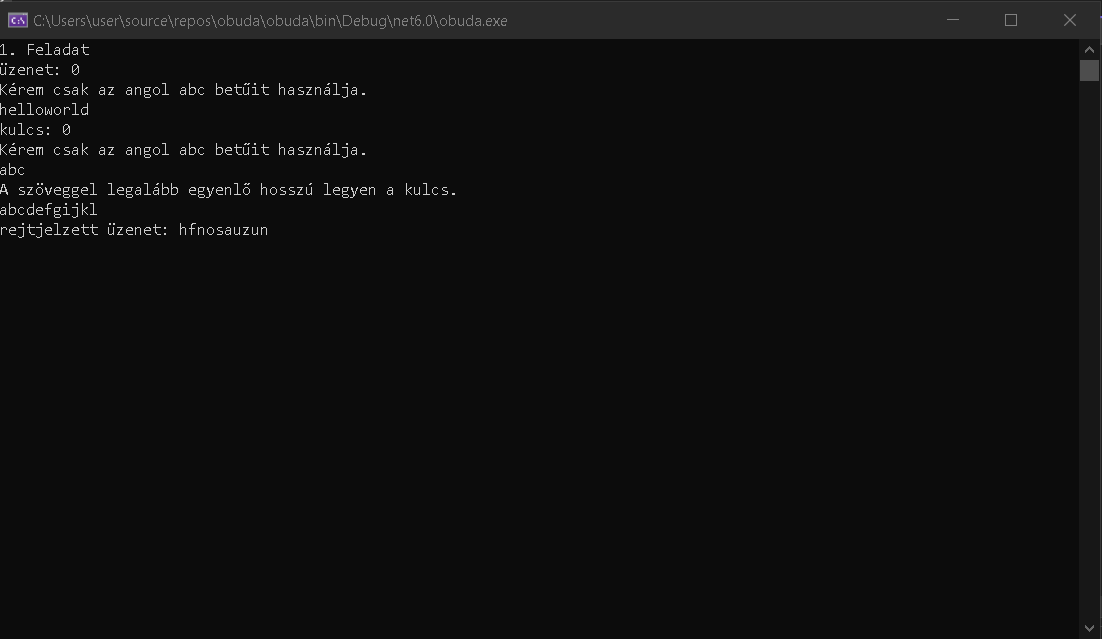 C:\Users\user\source\repos\obuda\obuda\bin\Debug\net6.0\obuda.exe
1. Feladat
üzenet: 0
Kérem csak az angol abc betűit használja.
helloworld
kulcs: 0
Kérem csak az angol abc betűit használja.
abc
A szöveggel legalább egyenlő hosszú legyen a kulcs.
abcdefgijkl
rejtjelzett üzenet: hfnosauzun